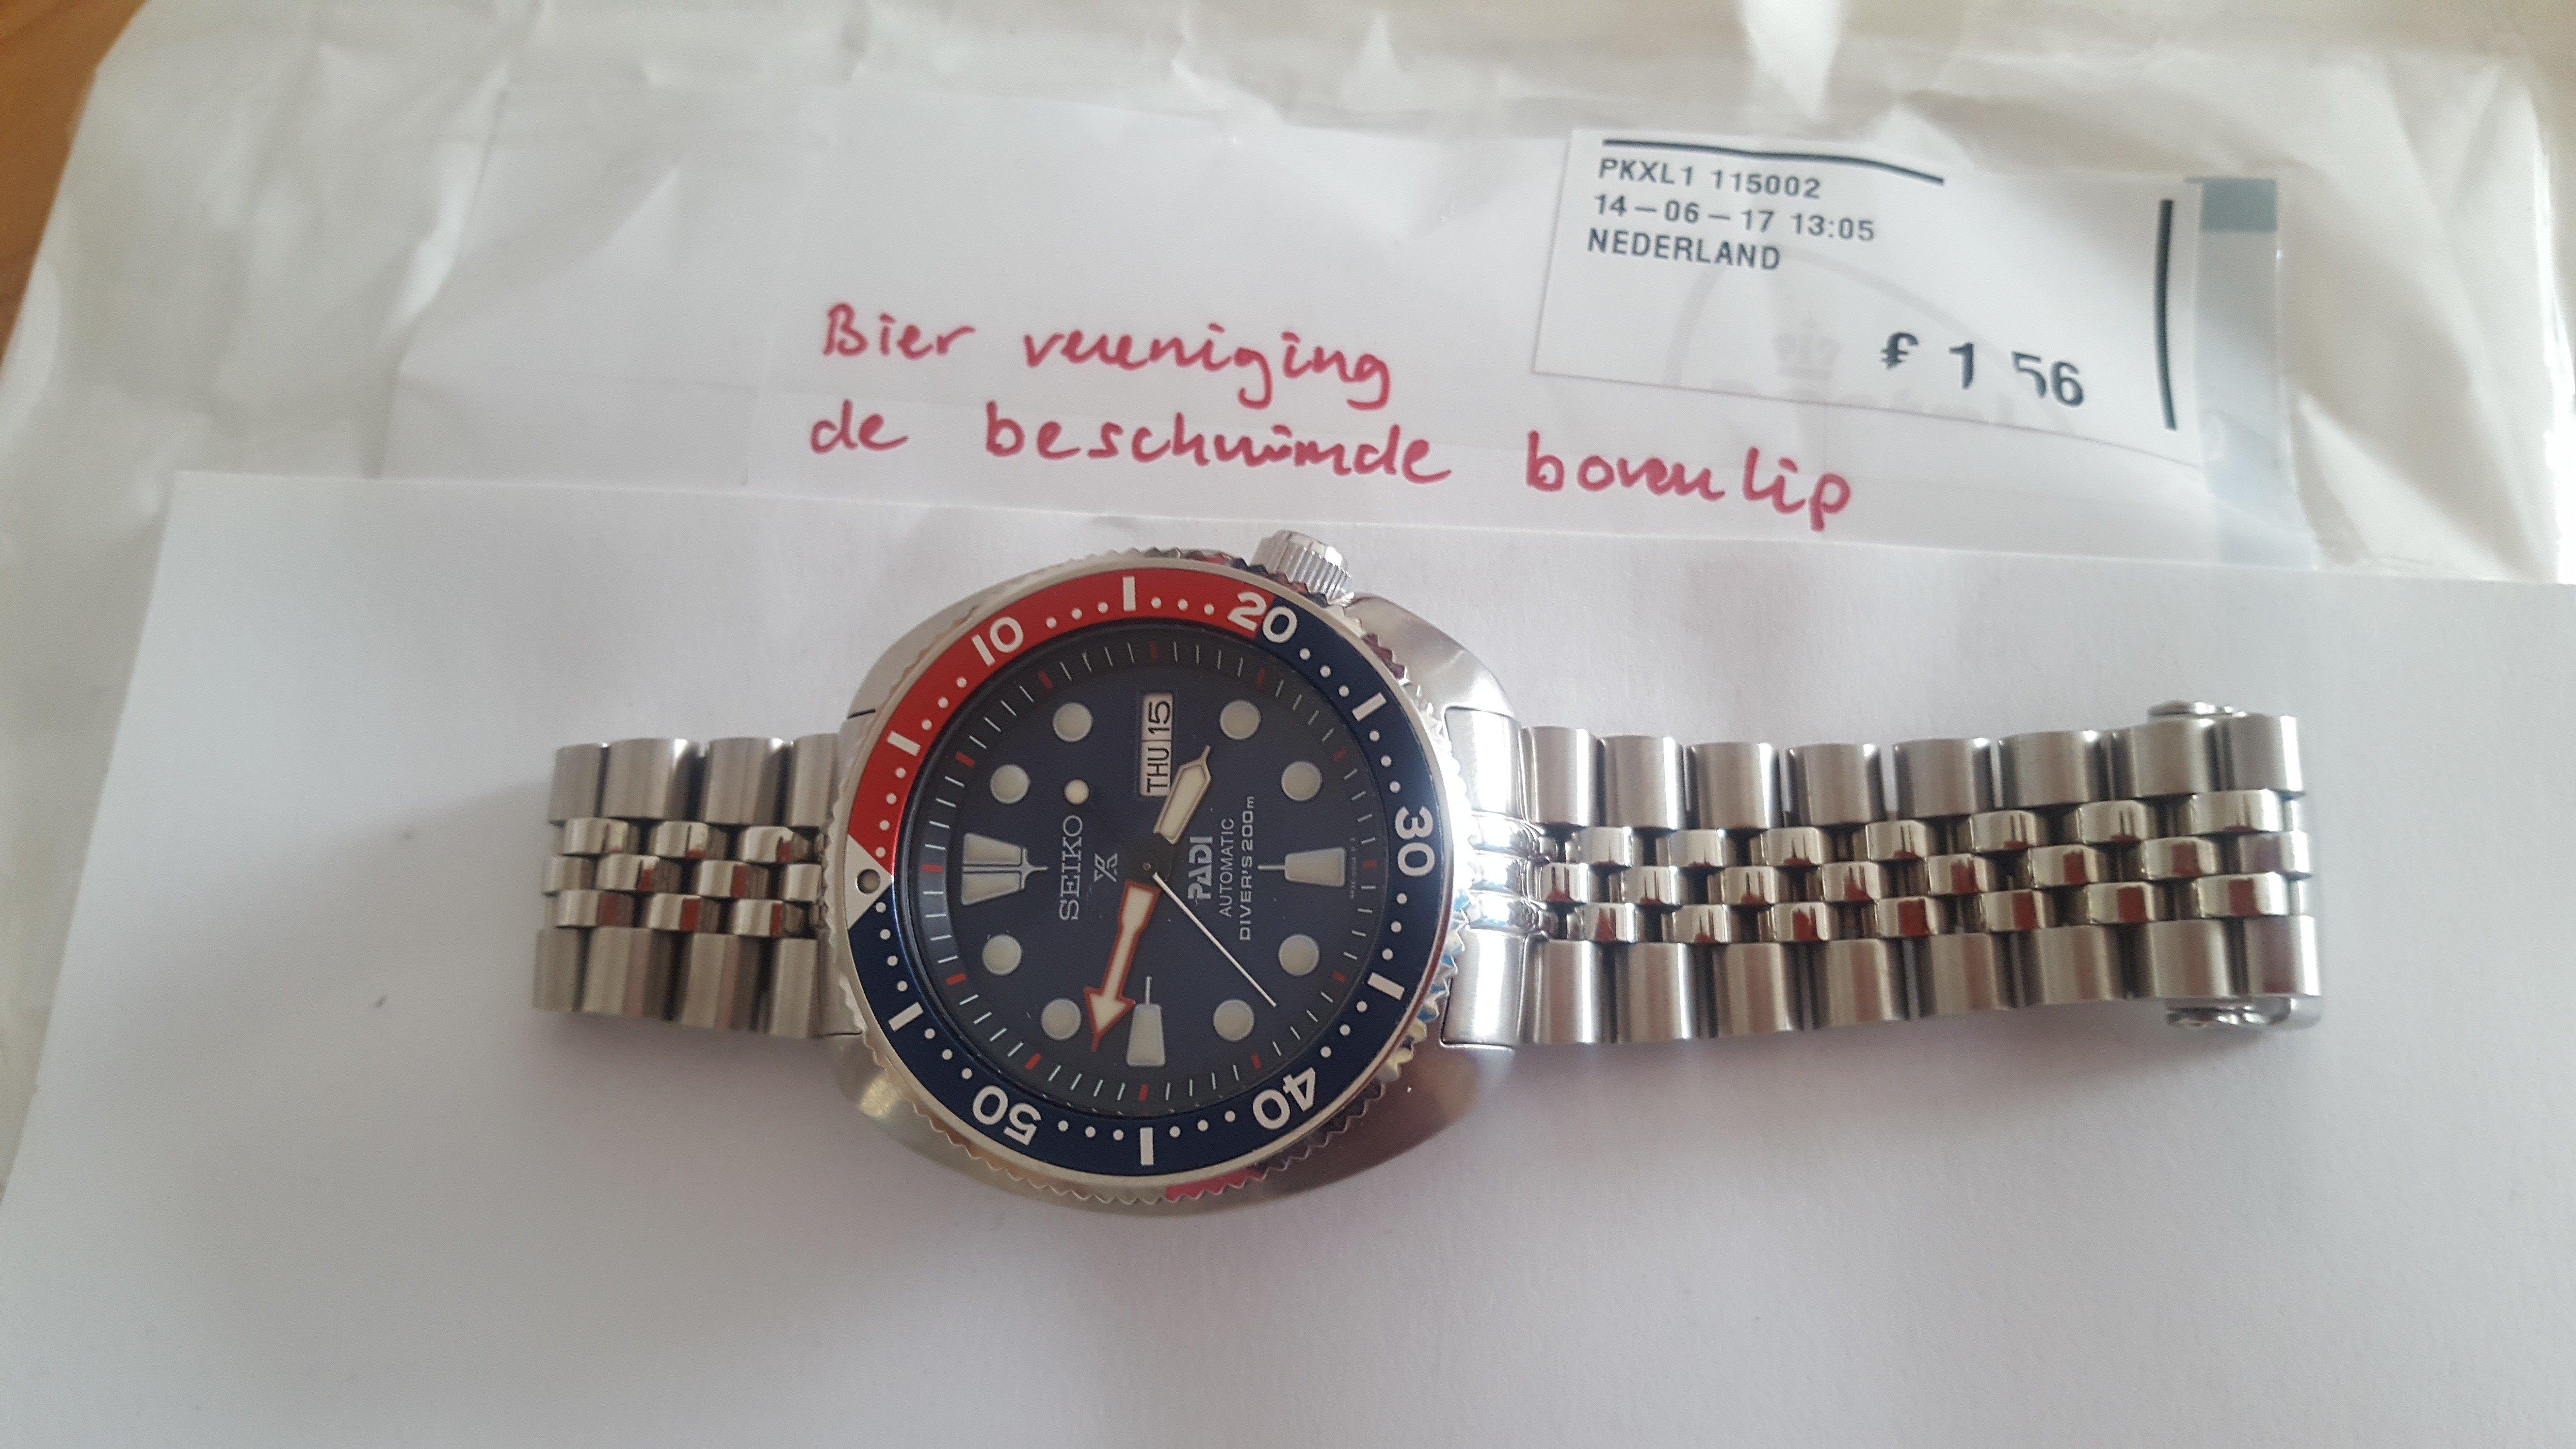 PKXL1 115002
14-06-17 13:05
NEDERLAND
€ 1 56
Bier vereniging
de beschuimde bovenlip
10
20
30
40
50
THU 15
SEIKO
PADI
AUTOMATIC
DIVER'S 200m